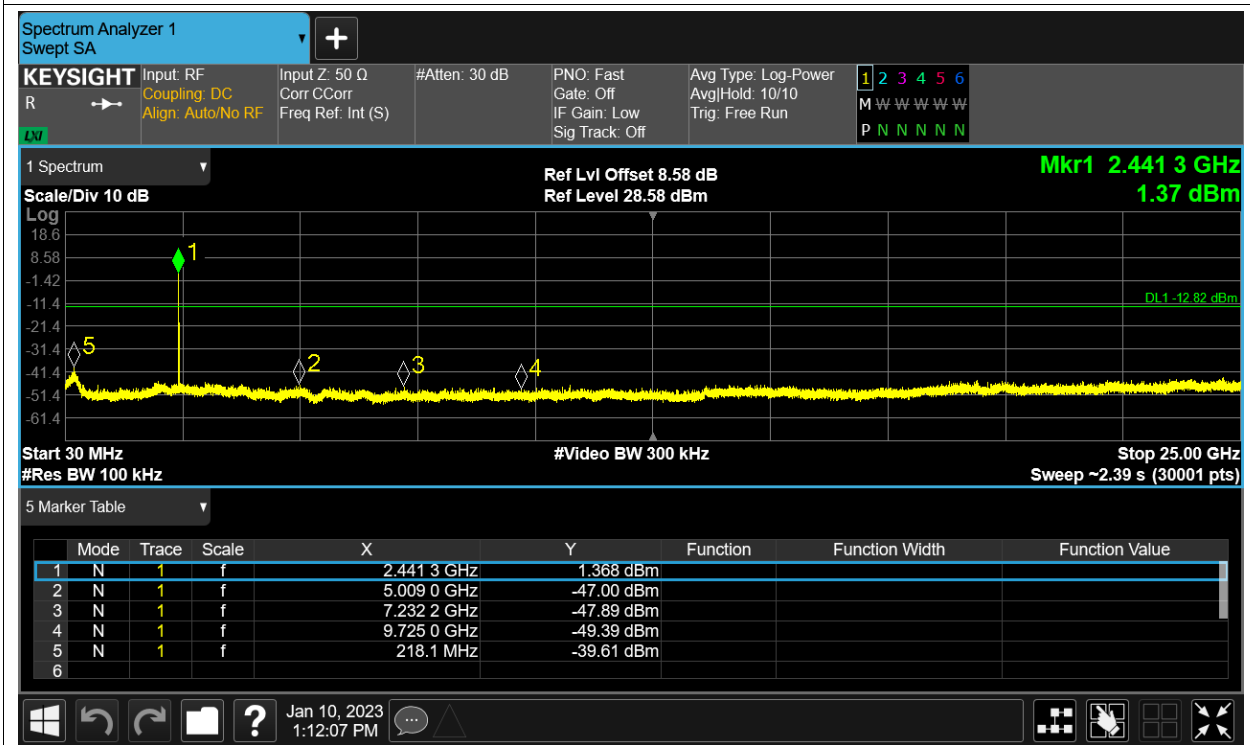 Spectrum Analyzer 1
Swept SA
KEYSIGHT
R
LXI
Input: RF
Coupling: DC
Align: Auto/No RF
Input Z: 50 Ω
Corr CCorr
Freq Ref: Int (S)
#Atten: 30 dB
PNO: Fast
Gate: Off
IF Gain: Low
Sig Track: Off
Avg Type: Log-Power
Avg|Hold: 10/10
Trig: Free Run
1 2 3 4 5 6
M W W W W W W
P N N N N N
1 Spectrum
Scale/Div 10 dB
Ref Lvl Offset 8.58 dB
Ref Level 28.58 dBm
Mkr1 2.441 3 GHz
1.37 dBm
Log
18.6
8.58
-1.42
-11.4
-21.4
-31.4
-41.4
-51.4
-61.4
1
5
2
3
4
DL1 -12.82 dBm
Start 30 MHz
#Video BW 300 kHz
Stop 25.00 GHz
#Res BW 100 kHz
Sweep ~2.39 s (30001 pts)
5 Marker Table
Mode Trace Scale X Y Function Function Width Function Value
1 N 1 f 2.441 3 GHz 1.368 dBm
2 N 1 f 5.009 0 GHz -47.00 dBm
3 N 1 f 7.232 2 GHz -47.89 dBm
4 N 1 f 9.725 0 GHz -49.39 dBm
5 N 1 f 218.1 MHz -39.61 dBm
6
?
Jan 10, 2023
1:12:07 PM